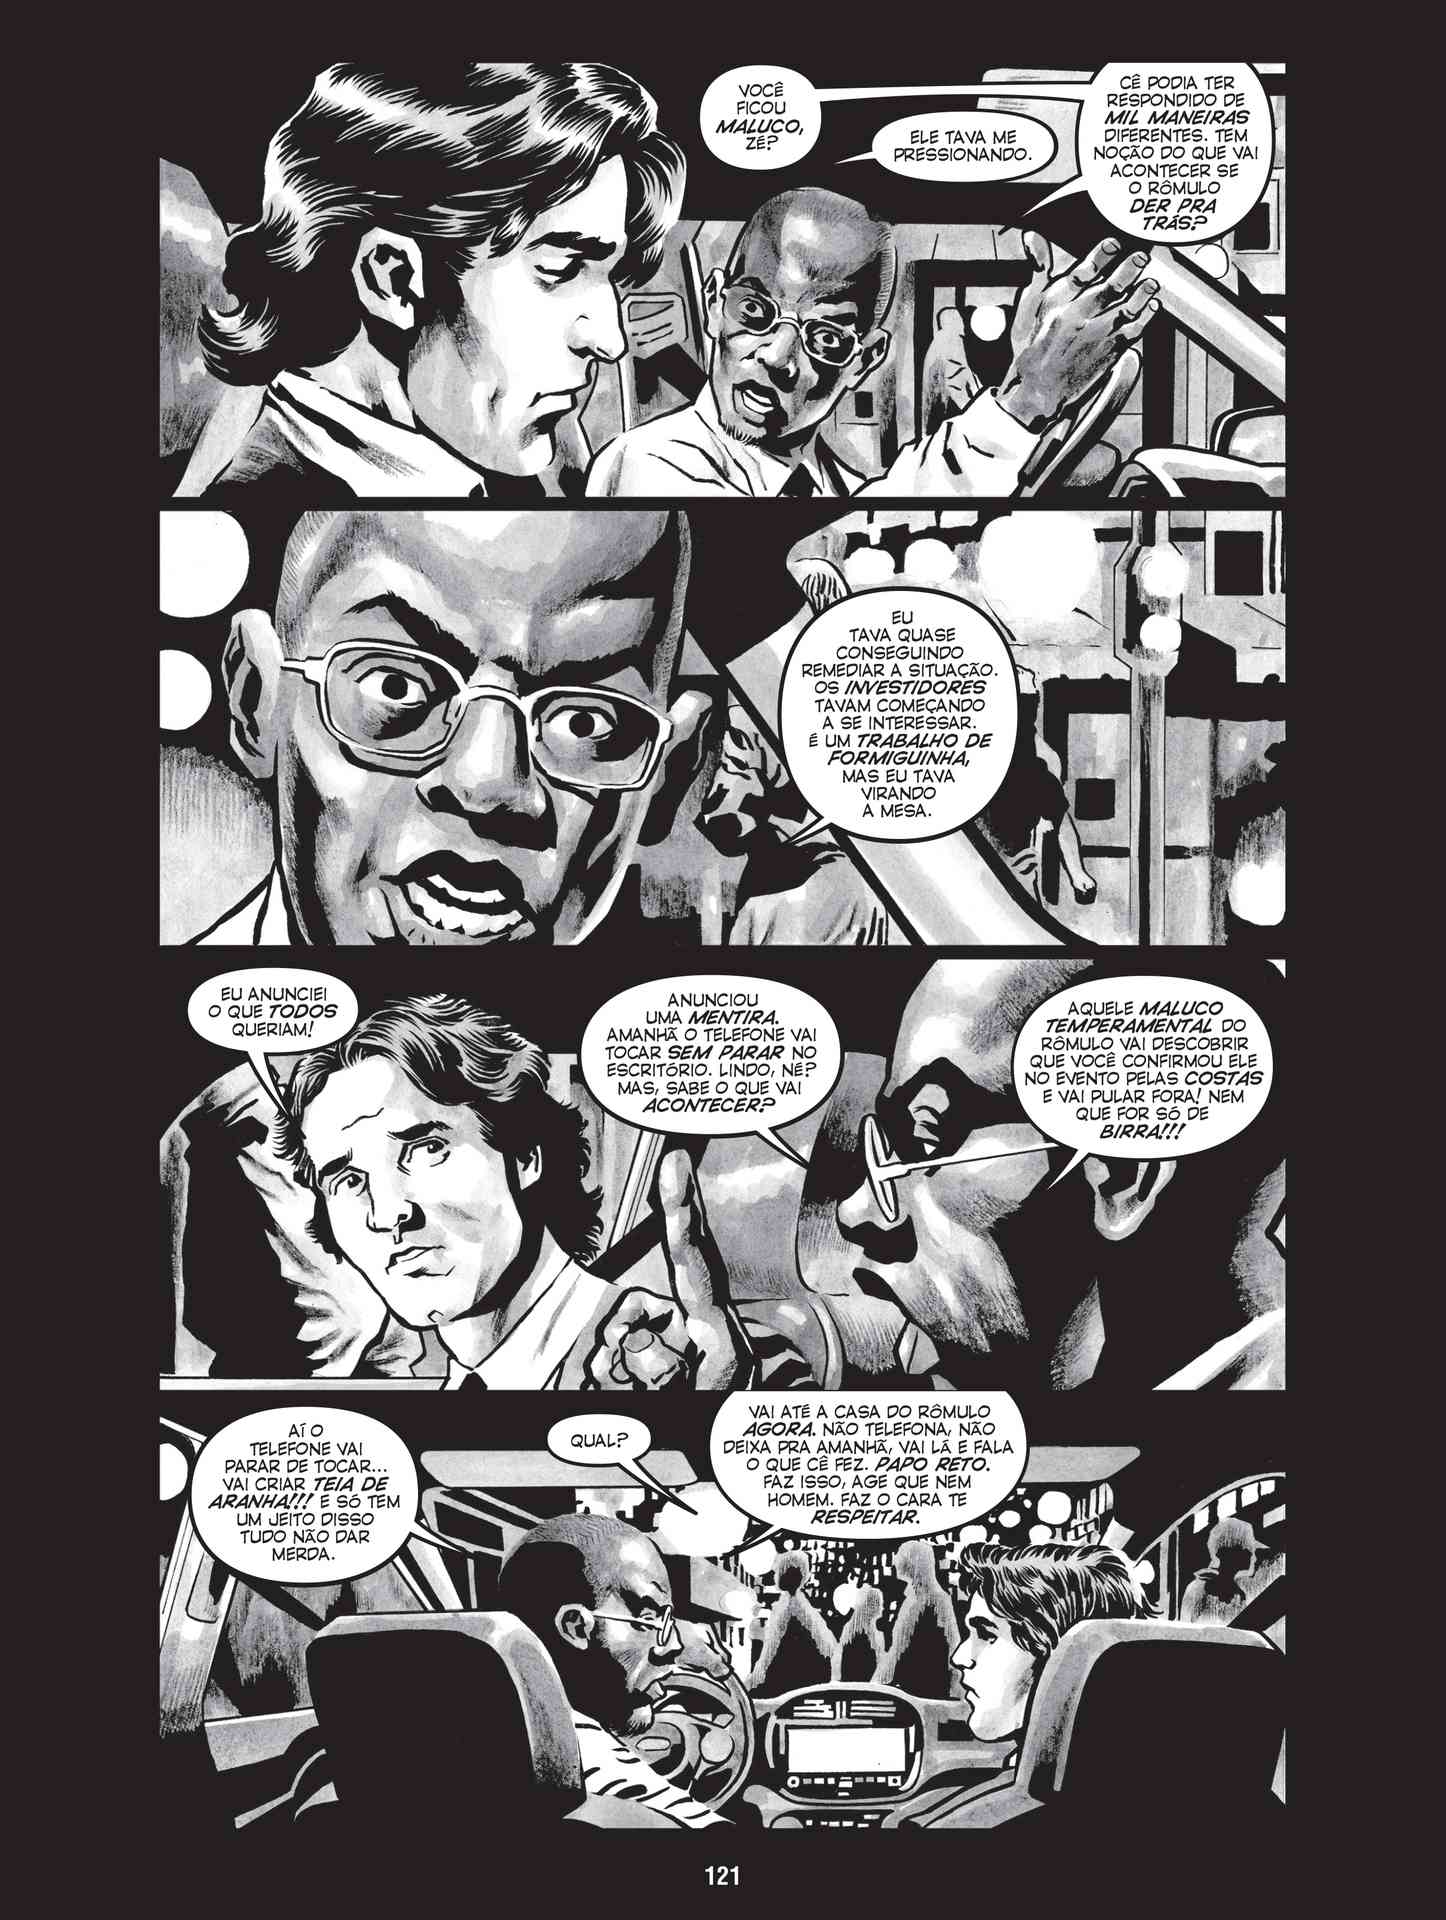 VOCÊ
FICOU
MALUCO,
ZÉ?
ELE TAVA ME
PRESSIONANDO.
CÊ PODIA TER
RESPONDIDO DE
MIL MANEIRAS
DIFERENTES. TEM
NOÇÃO DO QUE VAI
ACONTECER SE
O RÔMULO
DER PRA
TRÁS?
EU
TAVA QUASE
CONSEGUINDO
REMEDIAR A SITUAÇÃO.
OS INVESTIDORES
TAVAM COMEÇANDO
A SE INTERESSAR.
É UM TRABALHO DE
FORMIGUINHA,
MAS EU TAVA
VIRANDO
A MESA.
EU ANUNCIEI
O QUE TODOS
QUERIAM!
ANUNCIOU
UMA MENTIRA.
AMANHÃ O TELEFONE VAI
TOCAR SEM PARAR NO
ESCRITÓRIO. LINDO, NÉ?
MAS, SABE O QUE VAI
ACONTECER?
AQUELE MALUCO
TEMPERAMENTAL DO
RÔMULO VAI DESCOBRIR
QUE VOCÊ CONFIRMOU ELE
NO EVENTO PELAS COSTAS
E VAI PULAR FORA! NEM
QUE FOR SÓ DE
BIRRA!!!
AÍ O
TELEFONE VAI
PARAR DE TOCAR...
VAI CRIAR TEIA DE
ARANHA!!! E SÓ TEM
UM JEITO DISSO
TUDO NÃO DAR
MERDA.
QUAL?
VAI ATÉ A CASA DO RÔMULO
AGORA. NÃO TELEFONA, NÃO
DEIXA PRA AMANHÃ, VAI LÁ E FALA
O QUE CÊ FEZ. PAPO RETO.
FAZ ISSO, AGE QUE NEM
HOMEM. FAZ O CARA TE
RESPEITAR.
121